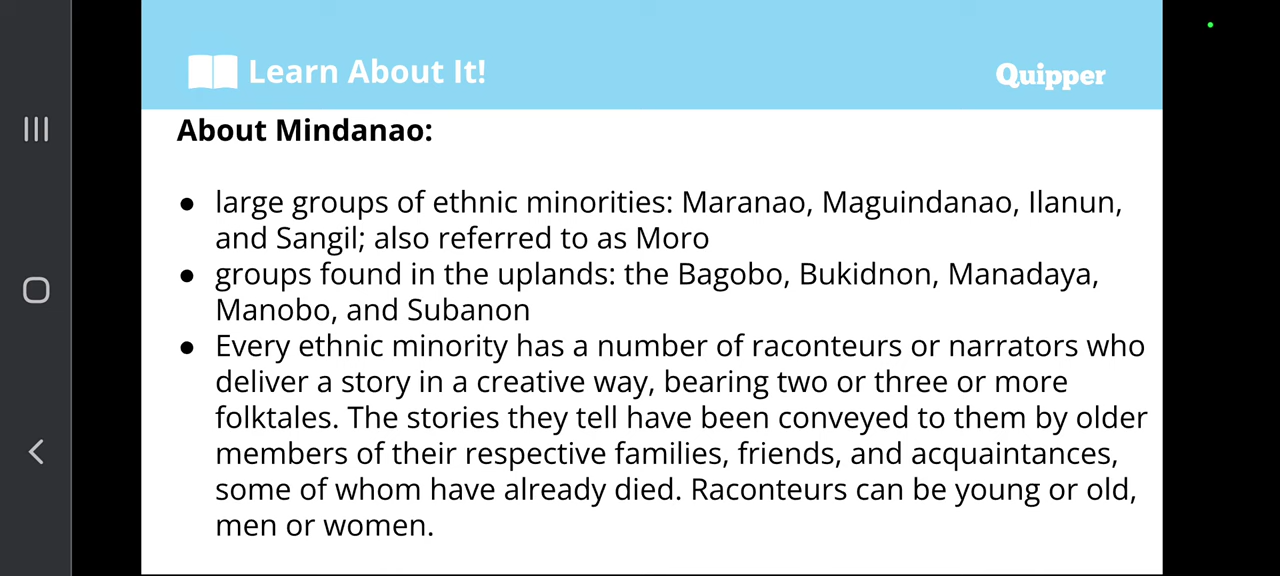 Learn About It!
Quipper
About Mindanao:
● large groups of ethnic minorities: Maranao, Maguindanao, Ilanun,
and Sangil; also referred to as Moro
● groups found in the uplands: the Bagobo, Bukidnon, Manadaya,
Manobo, and Subanon
● Every ethnic minority has a number of raconteurs or narrators who
deliver a story in a creative way, bearing two or three or more
folktales. The stories they tell have been conveyed to them by older
members of their respective families, friends, and acquaintances,
some of whom have already died. Raconteurs can be young or old,
men or women.